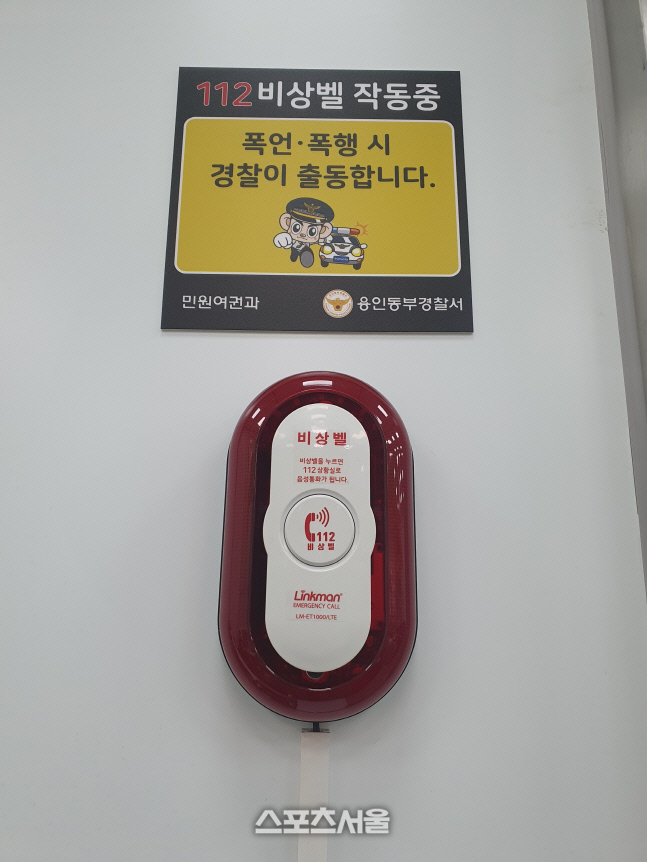 112비상벨 작동중
폭언·폭행 시
경찰이 출동합니다.
민원여권과
용인동부경찰서
비상벨
비상벨을 누르면
112상황실로
음성통화가 됩니다.
112
비상벨
Linkman
EMERGENCY CALL
LM-ET1000/LTE
스포츠서울